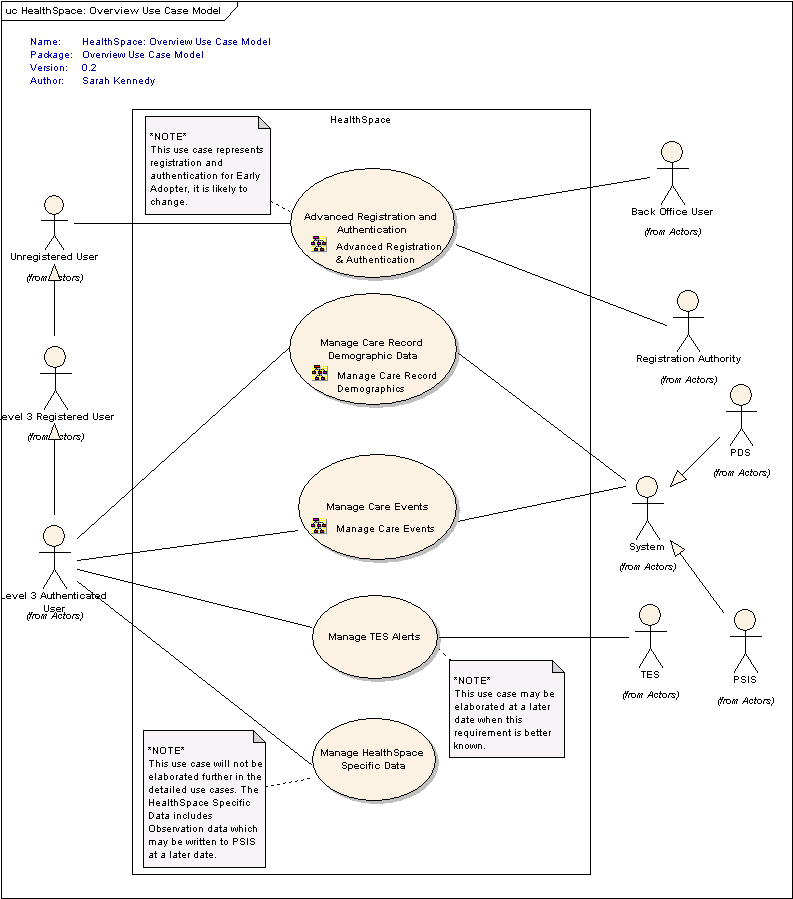 uc HealthSpace: Overview Use Case Model
Name: HealthSpace: Overview Use Case Model
Package: Overview Use Case Model
Version: 0.2
Author: Sarah Kennedy
HealthSpace
*NOTE*
This use case represents
registration and
authentication for Early
Adopter, it is likely to
change.
Advanced Registration and
Authentication
Advanced Registration
& Authentication
Back Office User
(from Actors)
Unregistered User
(from Actors)
Registration Authority
(from Actors)
Manage Care Record
Demographic Data
Manage Care Record
Demographics
Level 3 Registered User
(from Actors)
PDS
(from Actors)
Manage Care Events
Manage Care Events
System
(from Actors)
Level 3 Authenticated
User
(from Actors)
Manage TES Alerts
TES
(from Actors)
PSIS
(from Actors)
*NOTE*
This use case may be
elaborated at a later
date when this
requirement is better
known.
Manage HealthSpace
Specific Data
*NOTE*
This use case will not be
elaborated further in the
detailed use cases. The
HealthSpace Specific
Data includes
Observation data which
may be written to PSIS
at a later date.